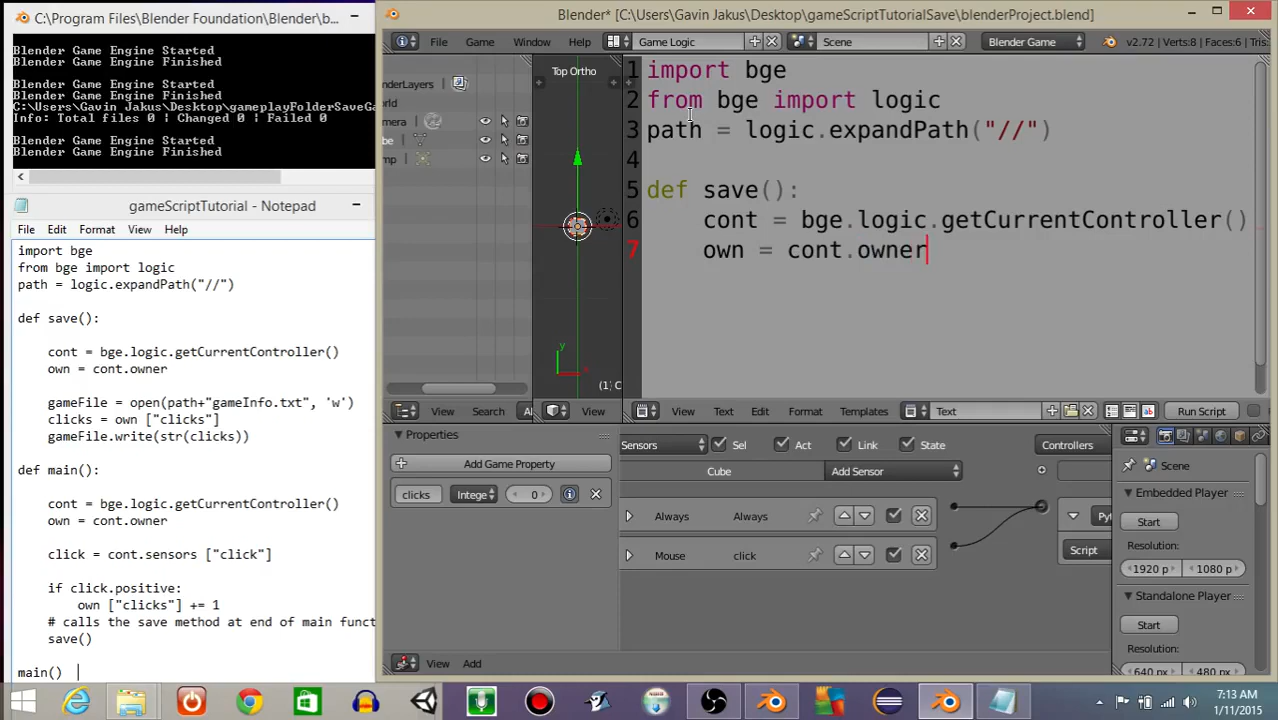 C:\Program Files\Blender Foundation\Blender\b...
Blender Game Engine Started
Blender Game Engine Finished
Blender Game Engine Started
Blender Game Engine Finished
C:\Users\Gavin Jakus\Desktop\gameplayFolderSaveGa
Info: Total files 0 | Changed 0 | Failed 0
Blender Game Engine Started
Blender Game Engine Finished
gameScriptTutorial - Notepad
File Edit Format View Help
import bge
from bge import logic
path = logic.expandPath("//")
def save():
cont = bge.logic.getCurrentController()
own = cont.owner
gameFile = open(path+"gameInfo.txt", 'w')
clicks = own ["clicks"]
gameFile.write(str(clicks))
def main():
cont = bge.logic.getCurrentController()
own = cont.owner
click = cont.sensors ["click"]
if click.positive:
own ["clicks"] += 1
# calls the save method at end of main funct
save()
main()
Blender* [C:\Users\Gavin Jakus\Desktop\gameScriptTutorialSave\blenderProject.blend]
File Game Window Help Game Logic Scene Blender Game v2.72 | Verts:8 | Faces:6 | Tris:
nderLayers
rld
mera
be
mp
View Search Al
Top Ortho
y
(1) C
View
1 import bge
2 from bge import logic
3 path = logic.expandPath("//")
4
5 def save():
6 cont = bge.logic.getCurrentController()
7 own = cont.owner
View Text Edit Format Templates Text Run Script
Properties
Add Game Property
clicks Intege 0
Sensors Sel Act Link State Controllers
Cube Add Sensor
Always Always Py
Mouse click Script
View Add
Scene
Embedded Player
Start
Resolution:
1920 p 1080 p
Standalone Player
Start
Resolution:
640 px 480 px
7:13 AM
1/11/2015